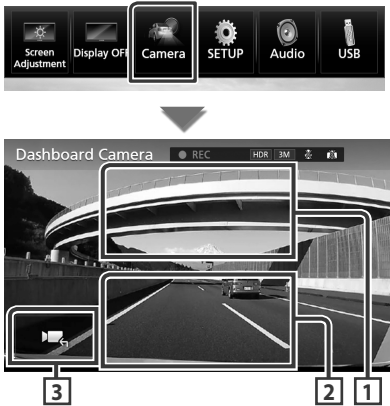 Screen
Adjustment
Display OFF
Camera
SETUP
Audio
USB
Dashboard Camera
REC
HDR
3M
3
2
1